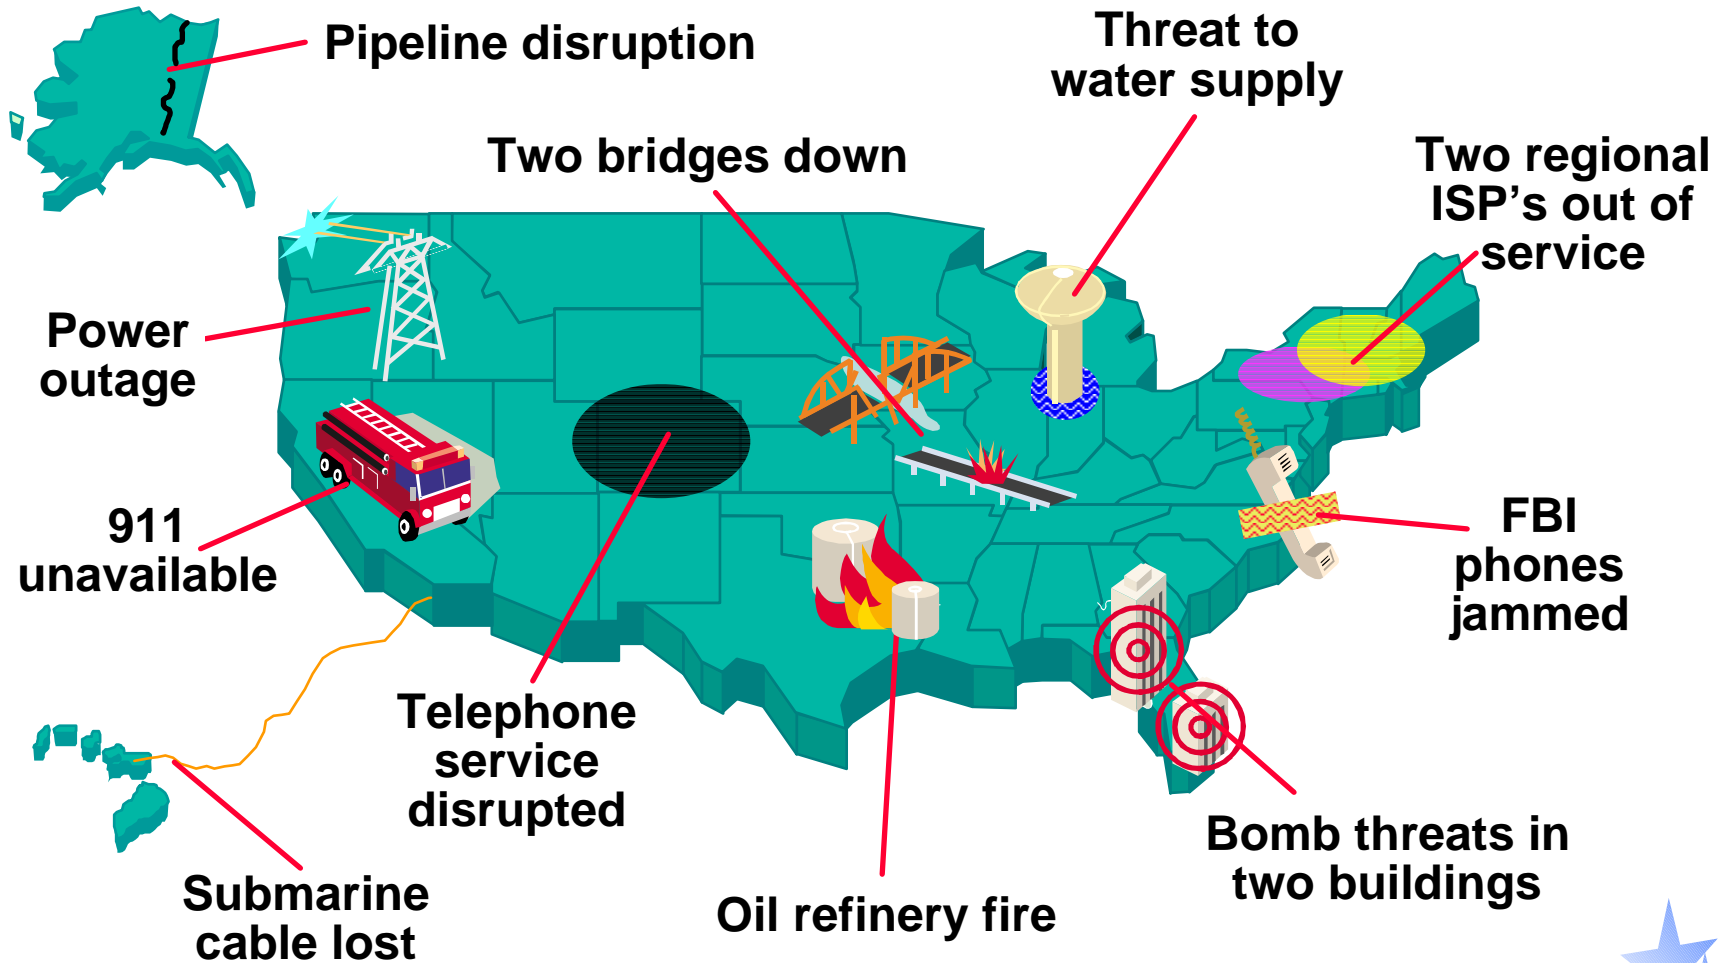 Pipeline disruption
Threat to
water supply
Two bridges down
Two regional
ISP’s out of
service
Power
outage
911
unavailable
FBI
phones
jammed
Telephone
service
disrupted
Bomb threats in
two buildings
Submarine
cable lost
Oil refinery fire